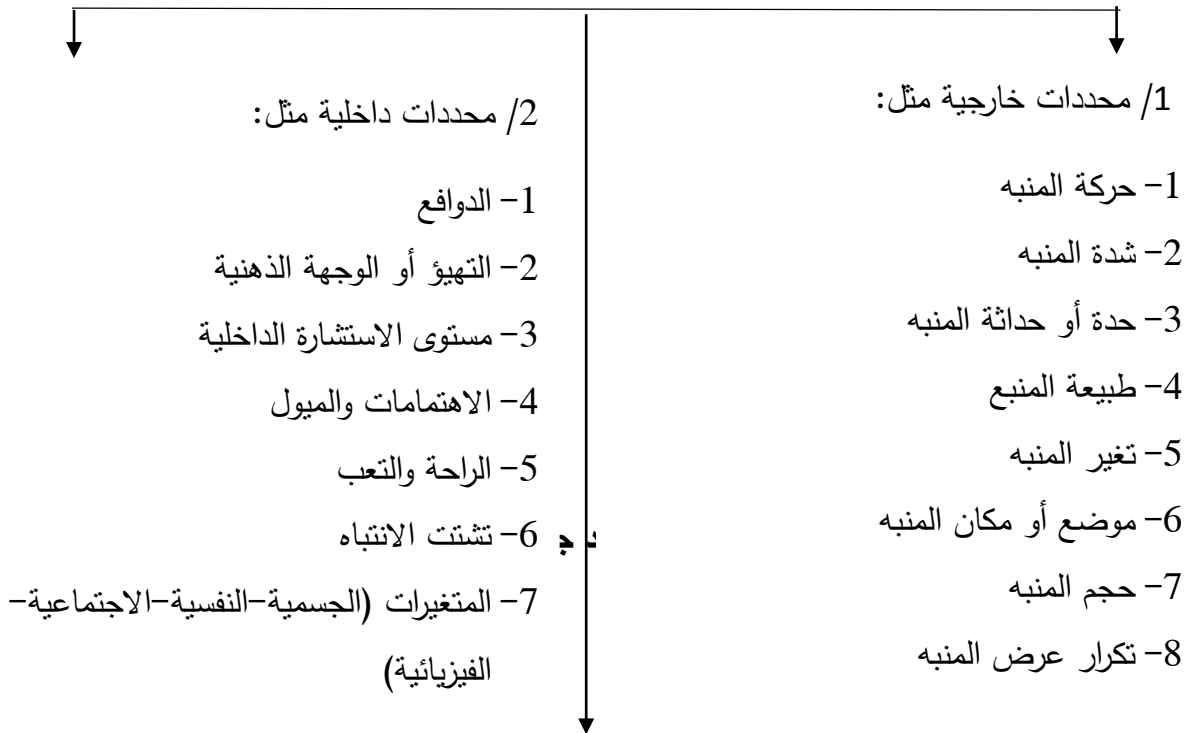 1/ محددات خارجية مثل:
1- حركة المنبه
2- شدة المنبه
3- حدة أو حداثة المنبه
4- طبيعة المنبع
5- تغير المنبه
6- موضع أو مكان المنبه
7- حجم المنبه
8- تكرار عرض المنبه
2/ محددات داخلية مثل:
1- الدوافع
2- التهيؤ أو الوجهة الذهنية
3- مستوى الاستشارة الداخلية
4- الاهتمامات والميول
5- الراحة والتعب
6- تشتت الانتباه
7- المتغيرات (الجسمية-النفسية-الاجتماعية-
الفيزيائية)